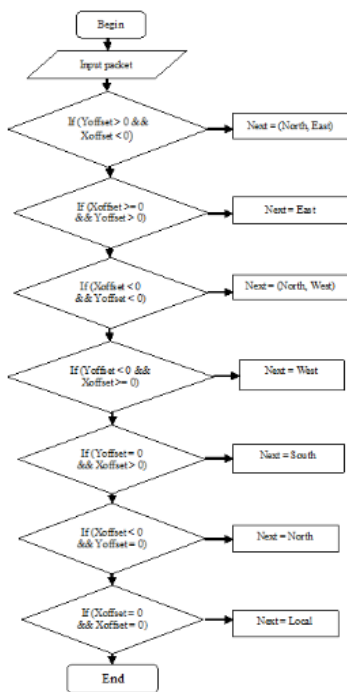 Begin
Input packet
If (Yoffset > 0 &&
Xoffset < 0)
Next = (North, East)
If (Xoffset >= 0
&& Yoffset > 0)
Next = East
If (Xoffset < 0
&& Yoffset < 0)
Next = (North, West)
If (Yoffset < 0 &&
Xoffset >= 0)
Next = West
If (Yoffset = 0
&& Xoffset > 0)
Next = South
If (Xoffset < 0
&& Yoffset = 0)
Next = North
If (Xoffset = 0
&& Xoffset = 0)
Next = Local
End